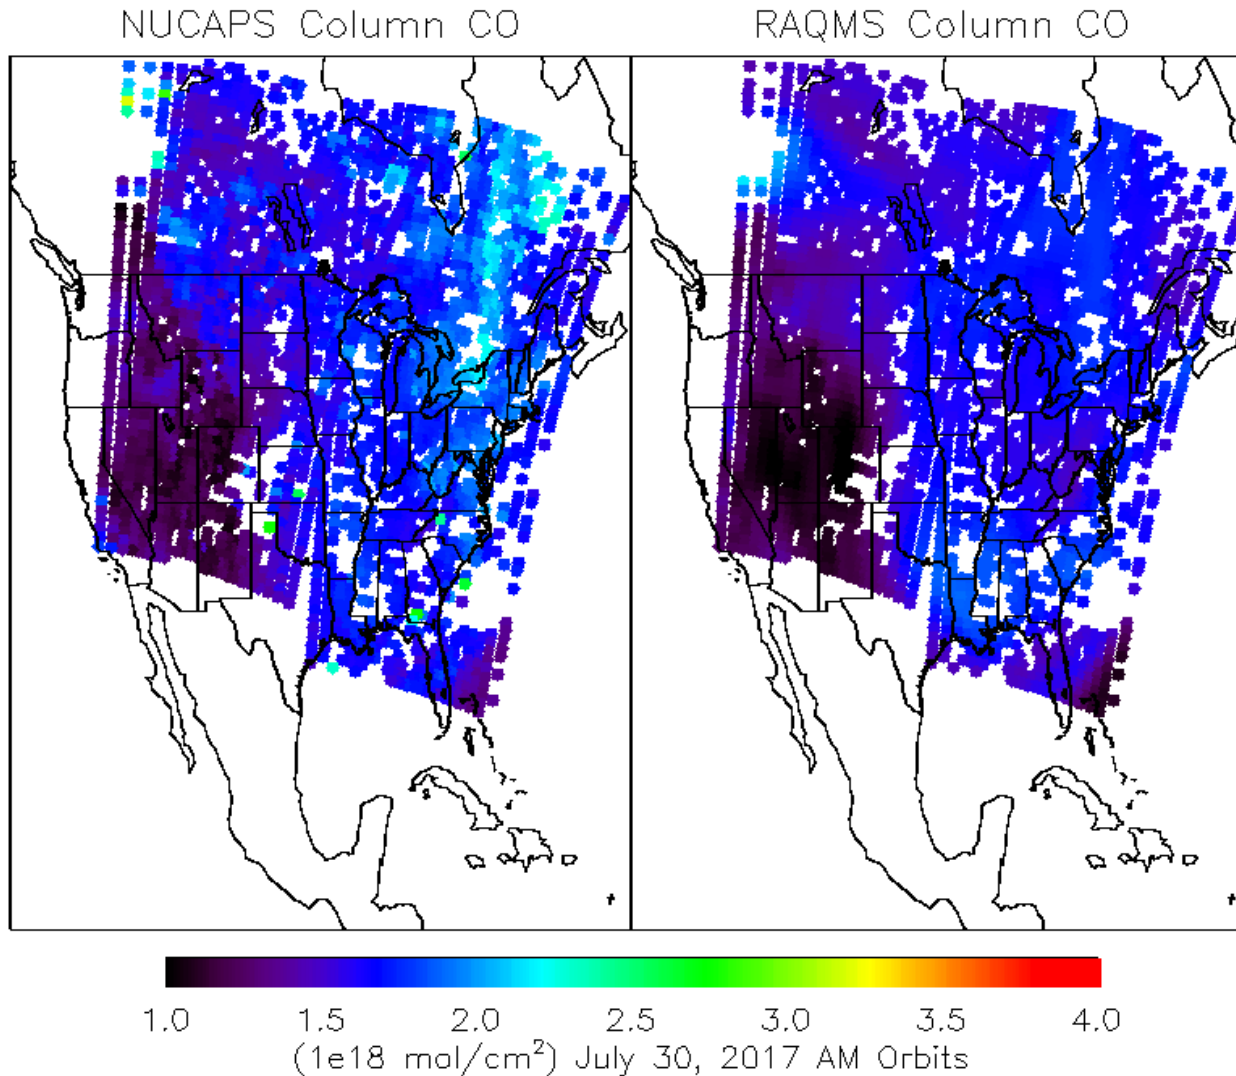 NUCAPS Column CO
RAQMS Column CO
1.0 1.5 2.0 2.5 3.0 3.5 4.0
(1e18 mol/cm²) July 30, 2017 AM Orbits